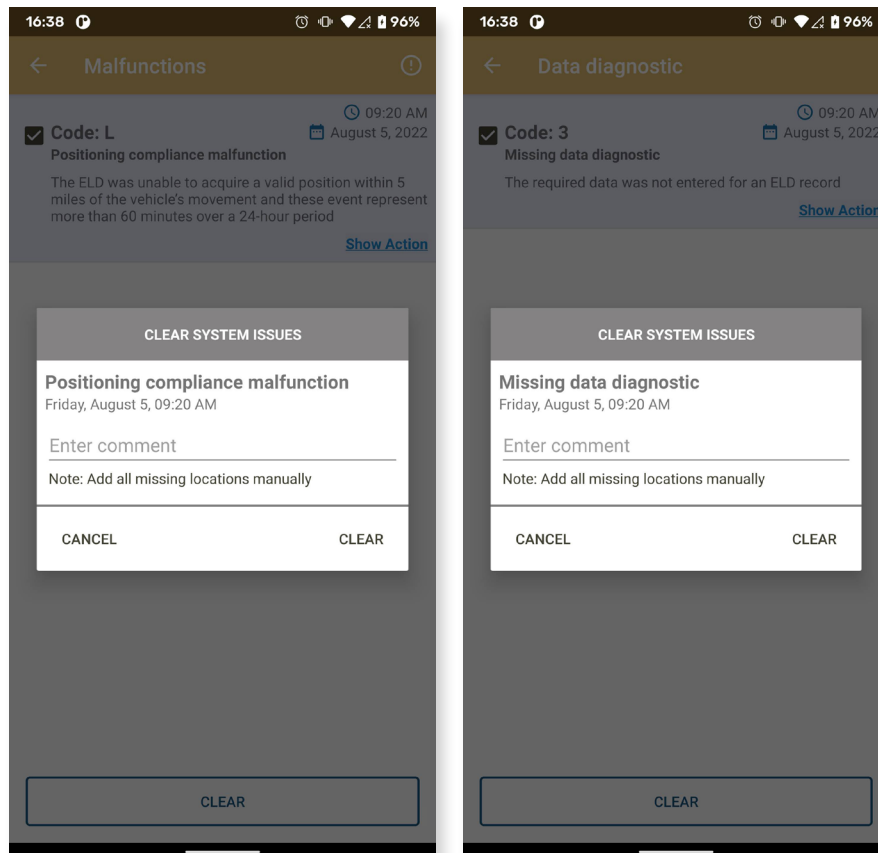 16:38
96%
Malfunctions
09:20 AM
Code: L
August 5, 2022
Positioning compliance malfunction
The ELD was unable to acquire a valid position within 5
miles of the vehicle's movement and these event represent
more than 60 minutes over a 24-hour period
Show Action
CLEAR SYSTEM ISSUES
Positioning compliance malfunction
Friday, August 5, 09:20 AM
Enter comment
Note: Add all missing locations manually
CANCEL
CLEAR
CLEAR
16:38
96%
Data diagnostic
09:20 AM
Code: 3
August 5, 2022
Missing data diagnostic
The required data was not entered for an ELD record
Show Action
CLEAR SYSTEM ISSUES
Missing data diagnostic
Friday, August 5, 09:20 AM
Enter comment
Note: Add all missing locations manually
CANCEL
CLEAR
CLEAR